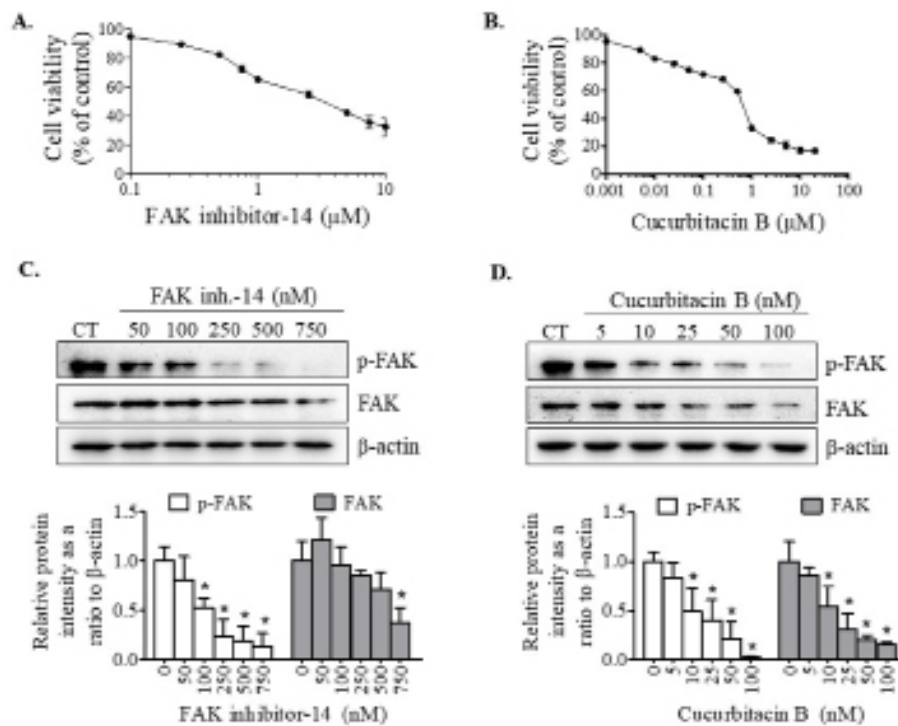 A.
Cell viability
(% of control)
100
80
60
40
20
0
0.1
1
10
FAK inhibitor-14 (μM)
B.
Cell viability
(% of control)
100
80
60
40
20
0
0.001
0.01
0.1
1
10
100
Cucurbitacin B (μM)
C.
FAK inh.-14 (nM)
CT 50 100 250 500 750
p-FAK
FAK
β-actin
p-FAK FAK
Relative protein
intensity as a
ratio to β-actin
1.5
1.0
0.5
0.0
* * * * *
0 50 100 250 500 750 0 50 100 250 500 750
FAK inhibitor-14 (nM)
D.
Cucurbitacin B (nM)
CT 5 10 25 50 100
p-FAK
FAK
β-actin
p-FAK FAK
Relative protein
intensity as a
ratio to β-actin
1.5
1.0
0.5
0.0
* * * * * * * *
0 5 10 25 50 100 0 5 10 25 50 100
Cucurbitacin B (nM)